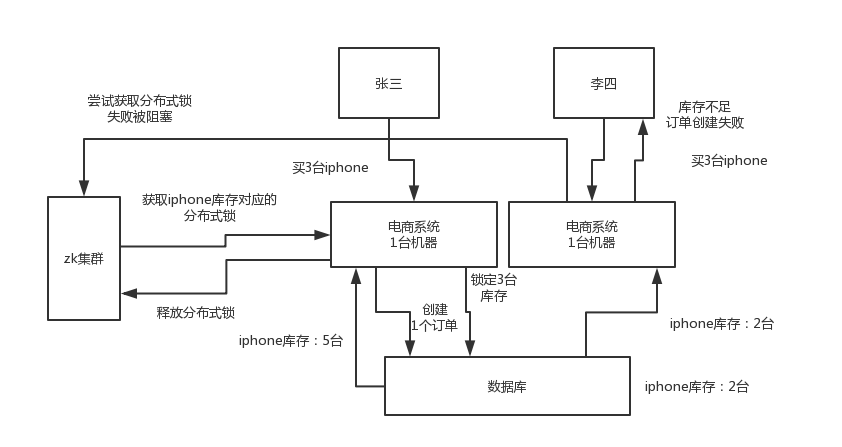 张三
李四
尝试获取分布式锁
失败被阻塞
库存不足
订单创建失败
买3台iphone
买3台iphone
获取iphone库存对应的
分布式锁
电商系统
1台机器
电商系统
1台机器
zk集群
锁定3台
库存
释放分布式锁
创建
1个订单
iphone库存：5台
iphone库存：2台
数据库
iphone库存：2台